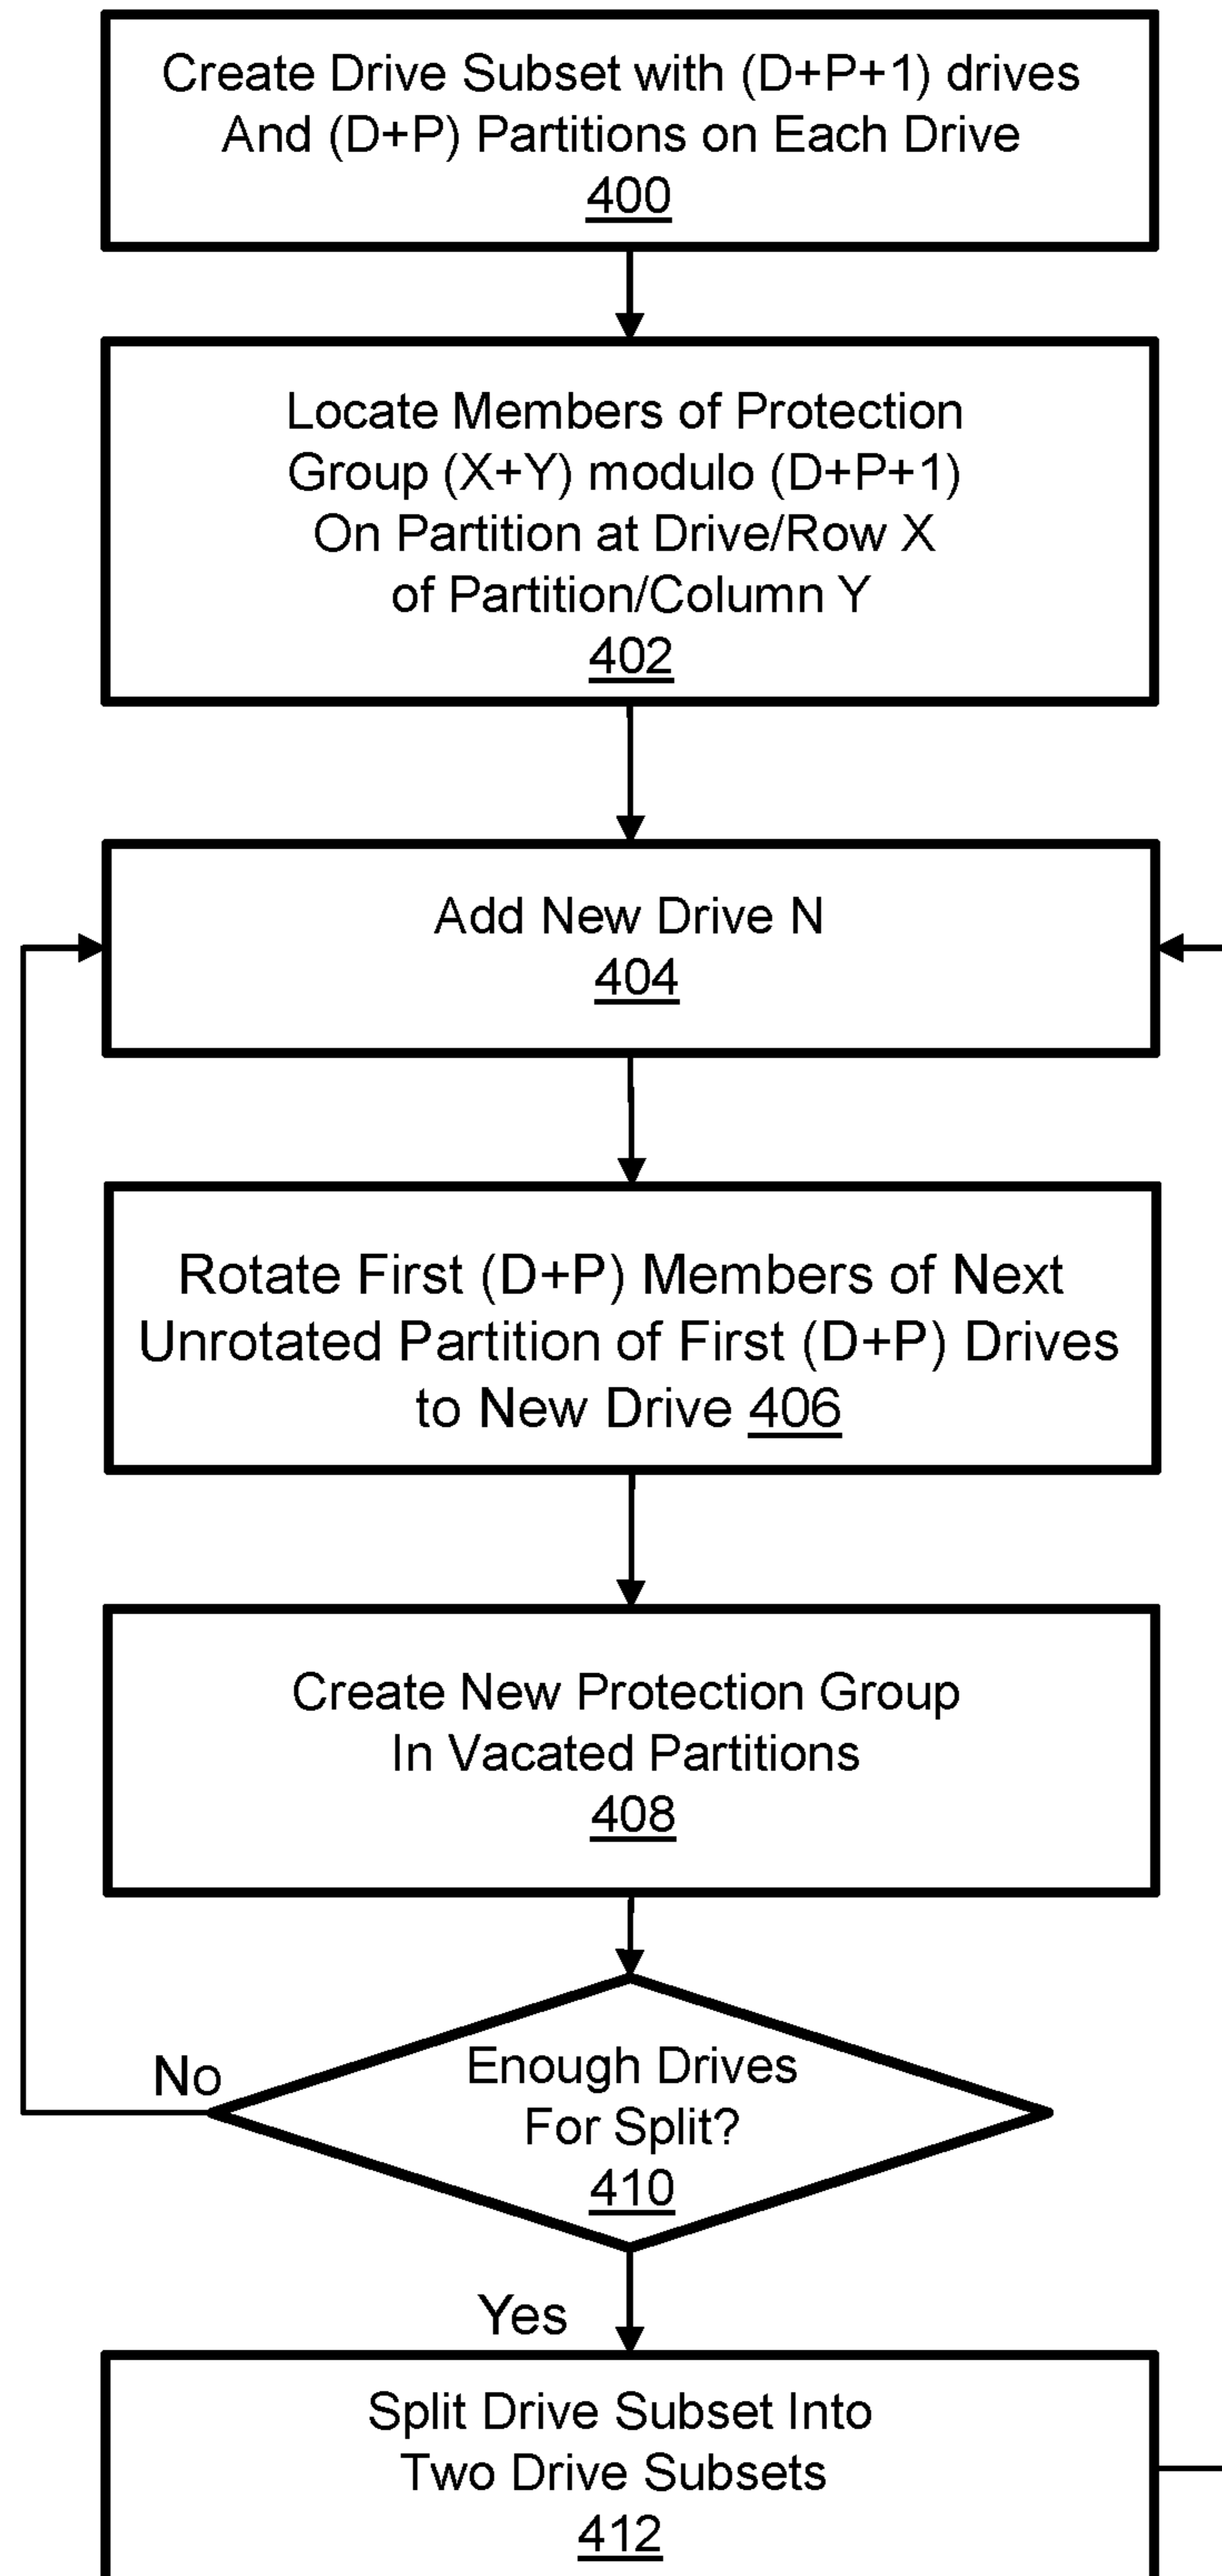 Create Drive Subset with (D+P+1) drives
And (D+P) Partitions on Each Drive
400
Locate Members of Protection
Group (X+Y) modulo (D+P+1)
On Partition at Drive/Row X
of Partition/Column Y
402
Add New Drive N
404
Rotate First (D+P) Members of Next
Unrotated Partition of First (D+P) Drives
to New Drive 406
Create New Protection Group
In Vacated Partitions
408
No
Enough Drives
For Split?
410
Yes
Split Drive Subset Into
Two Drive Subsets
412